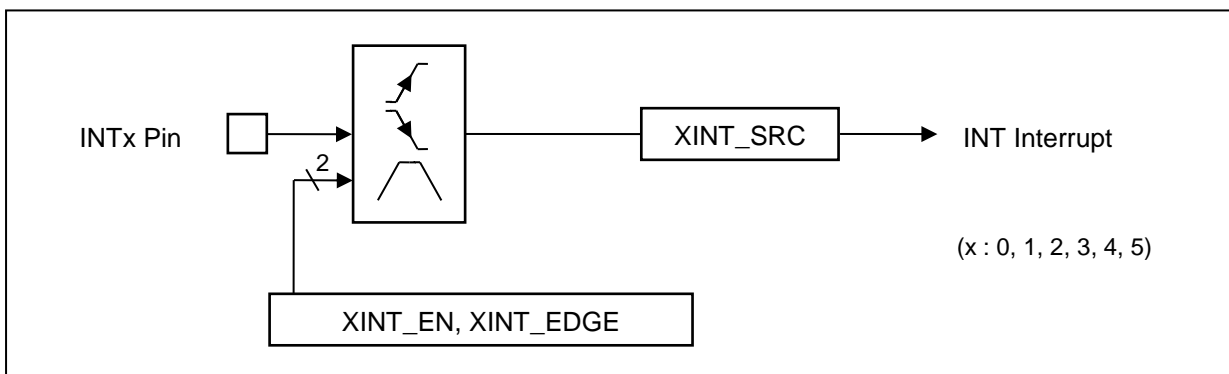 INTx Pin
2
XINT_SRC
INT Interrupt
(x : 0, 1, 2, 3, 4, 5)
XINT_EN, XINT_EDGE